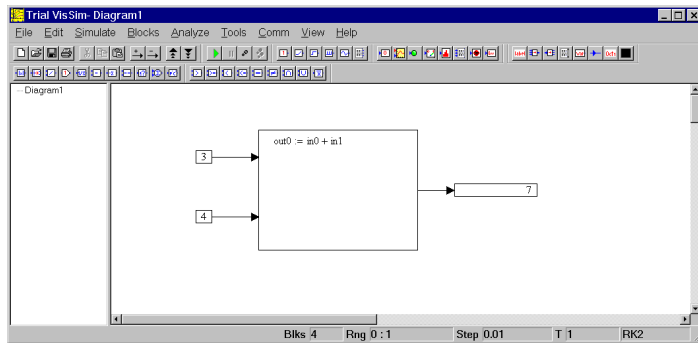 Trial VisSim- Diagram1
File Edit Simulate Blocks Analyze Tools Comm View Help
Diagram1
out0 := in0 + in1
3
7
4
Blks 4 Rng 0 : 1 Step 0.01 T 1 RK2